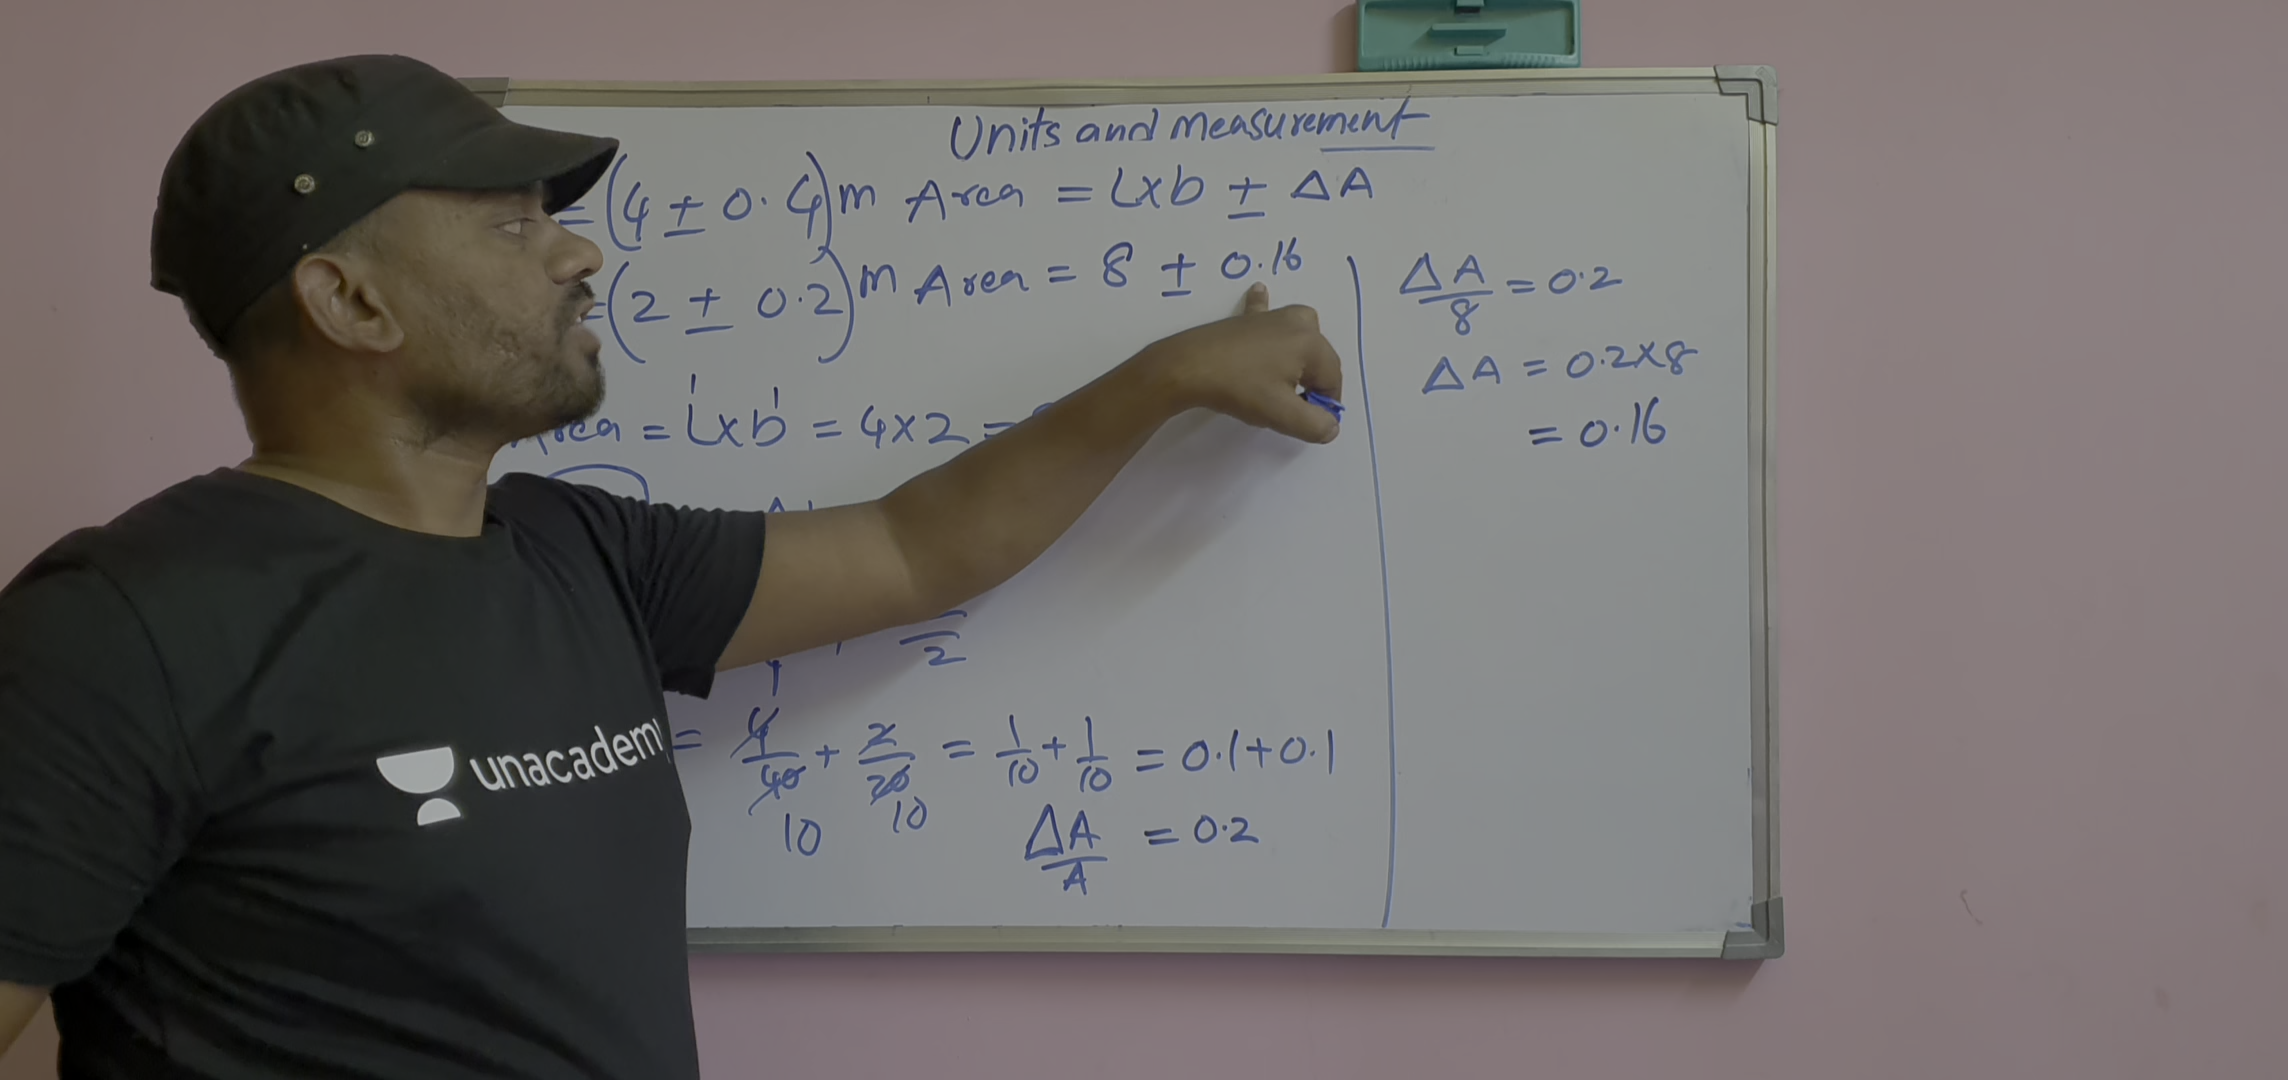 Units and measurement
= (4 ± 0.4) m Area = L×b ± ΔA
= (2 ± 0.2) m Area = 8 ± 0.16
Area = L×b = 4×2 =
2
= 4/40 + 2/20 = 1/10 + 1/10 = 0.1+0.1
10 10
ΔA/A = 0.2
ΔA/8 = 0.2
ΔA = 0.2×8
= 0.16
unacademy